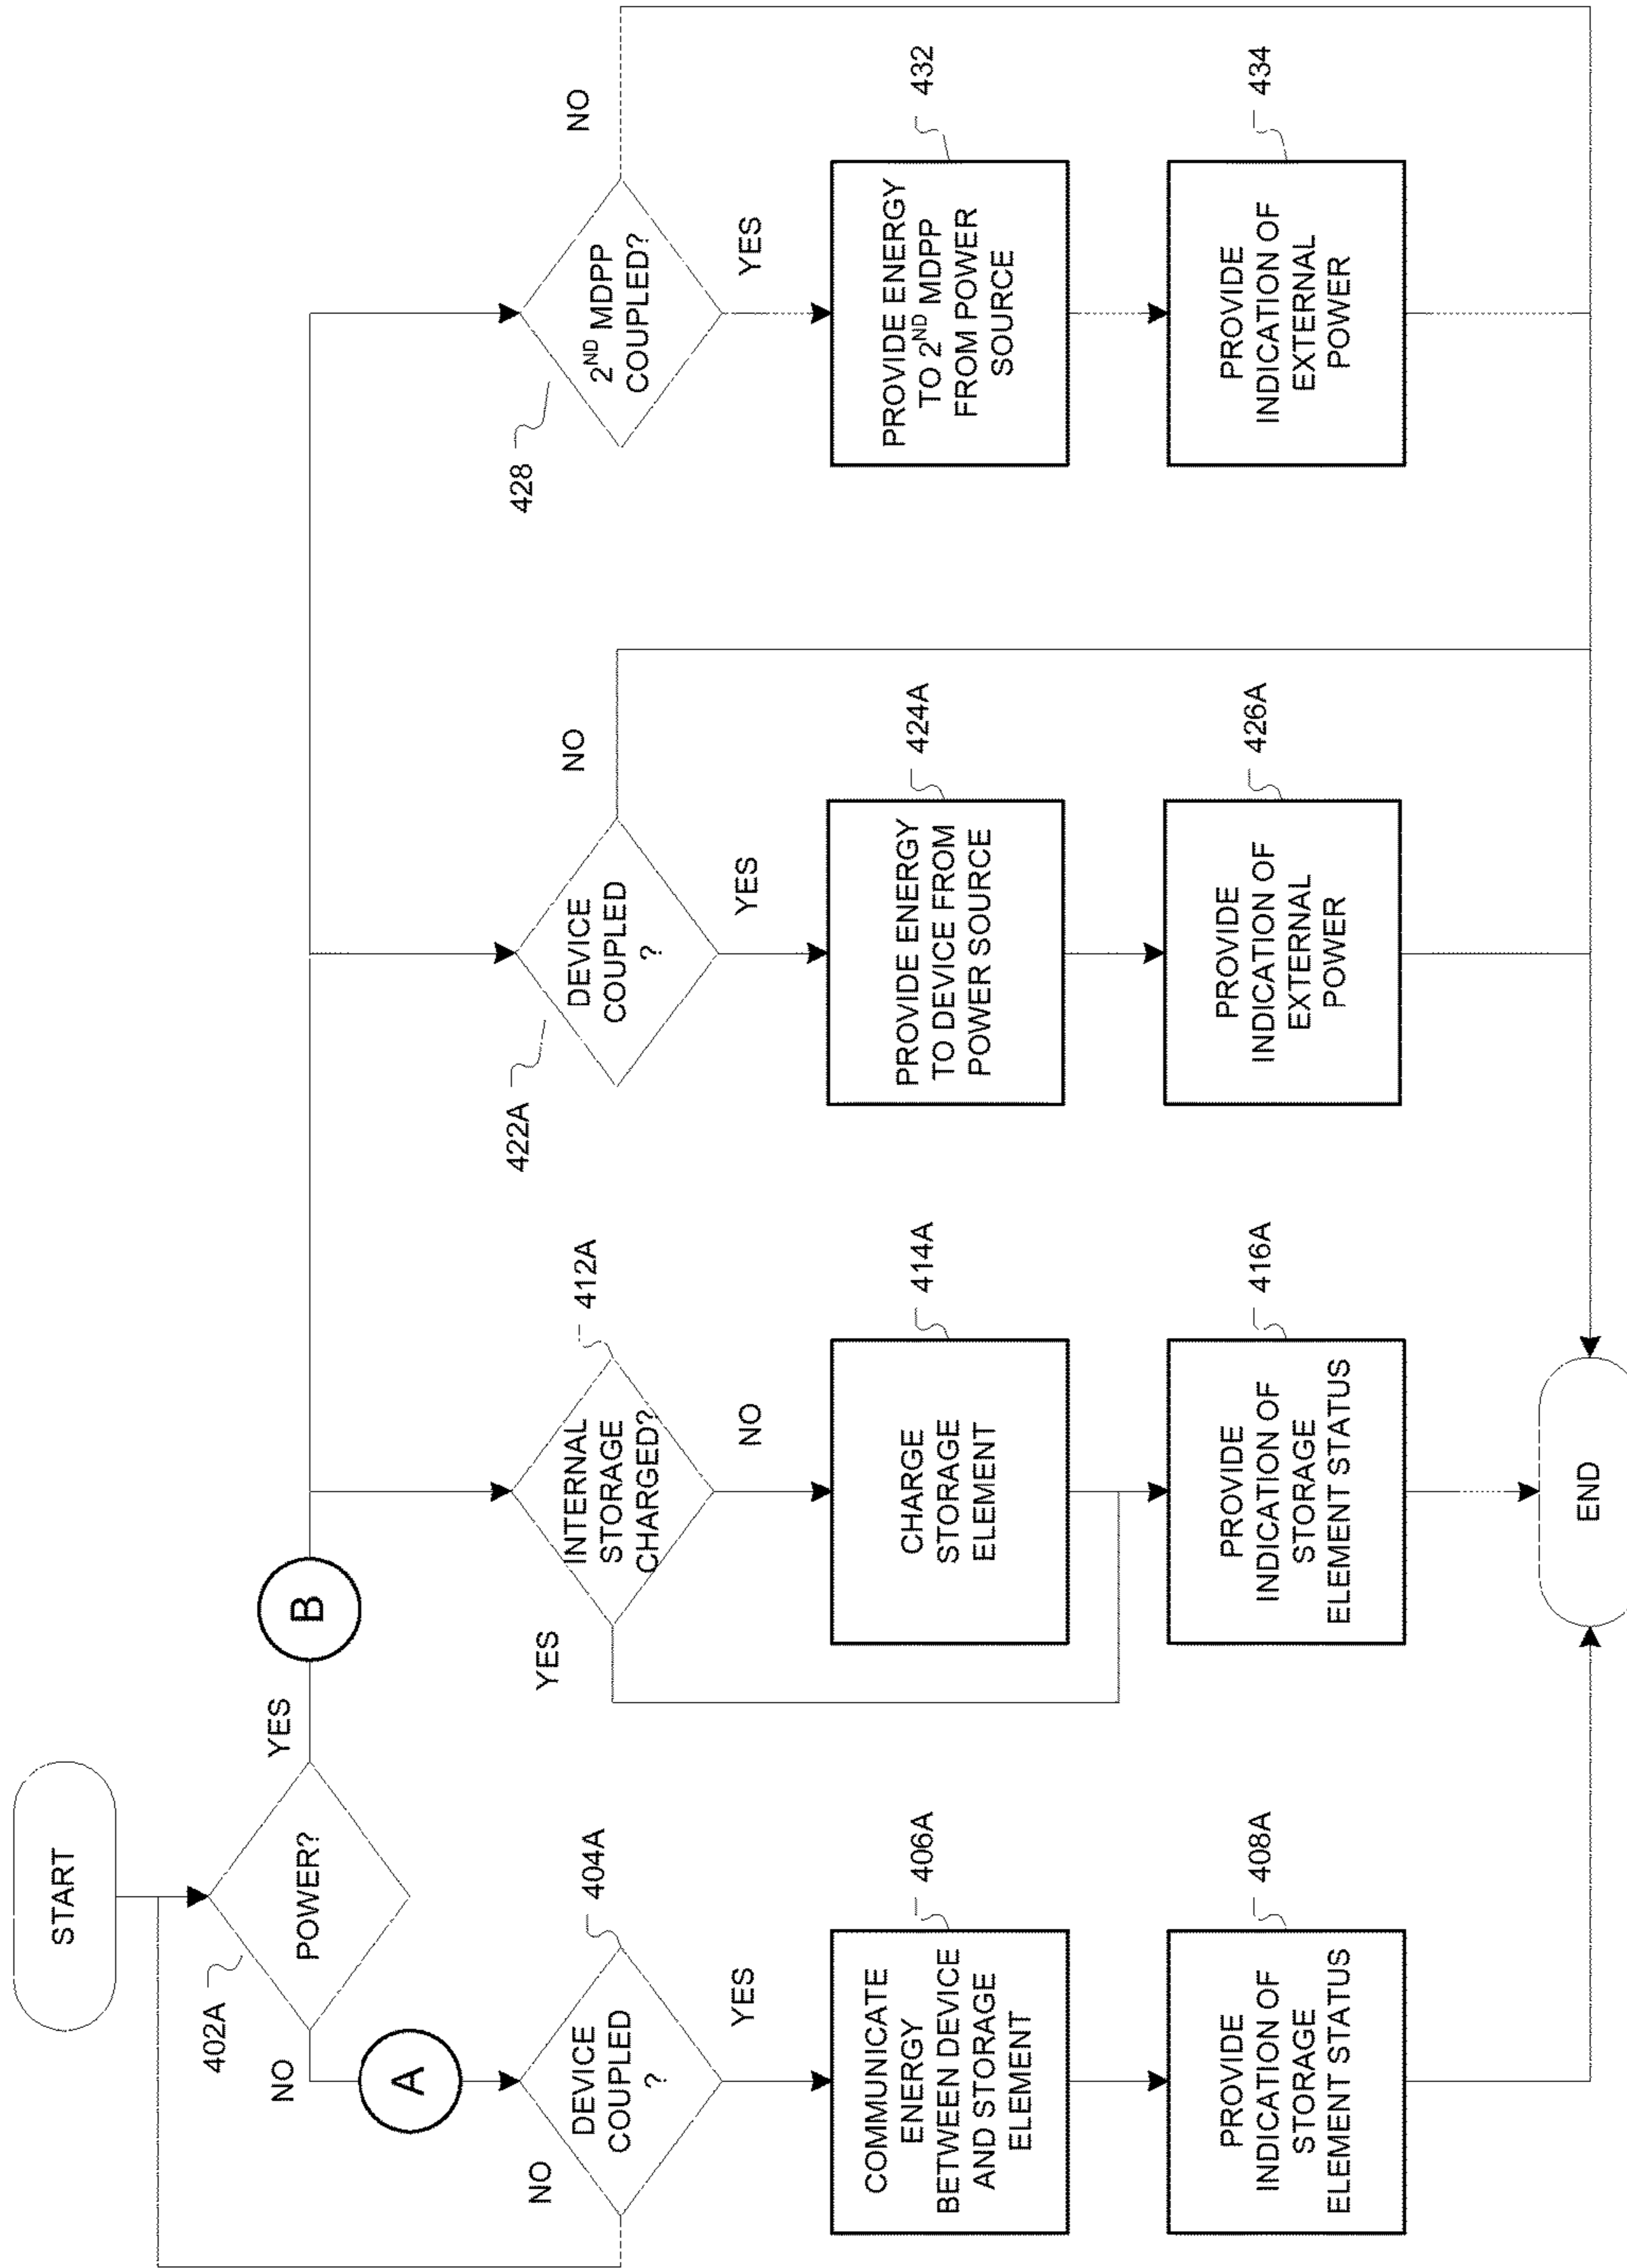 START
402A
POWER?
YES
NO
A
B
404A
DEVICE
COUPLED
?
NO
YES
COMMUNICATE
ENERGY
BETWEEN DEVICE
AND STORAGE
ELEMENT
406A
PROVIDE
INDICATION OF
STORAGE
ELEMENT STATUS
408A
412A
INTERNAL
STORAGE
CHARGED?
YES
NO
CHARGE
STORAGE
ELEMENT
414A
PROVIDE
INDICATION OF
STORAGE
ELEMENT STATUS
416A
422A
DEVICE
COUPLED
?
NO
YES
PROVIDE ENERGY
TO DEVICE FROM
POWER SOURCE
424A
PROVIDE
INDICATION OF
EXTERNAL
POWER
426A
428
2ND MDPP
COUPLED?
NO
YES
PROVIDE ENERGY
TO 2ND MDPP
FROM POWER
SOURCE
432
PROVIDE
INDICATION OF
EXTERNAL
POWER
434
END